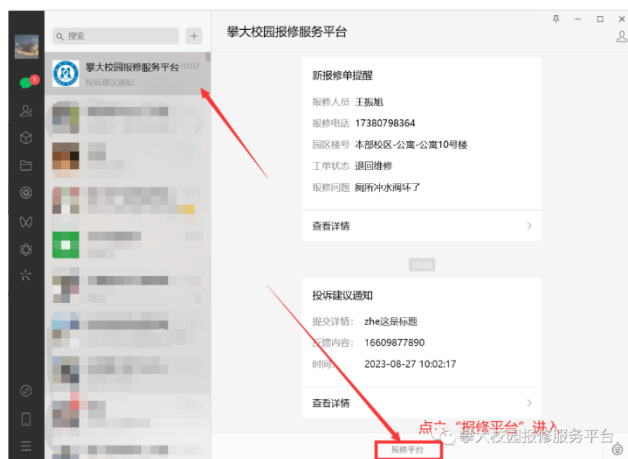 搜索
攀大校园报修服务平台
10:02
投诉建议通知
1
攀大校园报修服务平台
新报修单提醒
报修人员 王振旭
报修电话 17380798364
园区楼号 本部校区-公寓-公寓10号楼
工单状态 退回维修
报修问题 厕所冲水阀坏了
查看详情
10:02
投诉建议通知
提交详情: zhe这是标题
反馈内容: 16609877890
时间: 2023-08-27 10:02:17
查看详情
点击“报修平台”进入
报修平台
攀大校园报修服务平台